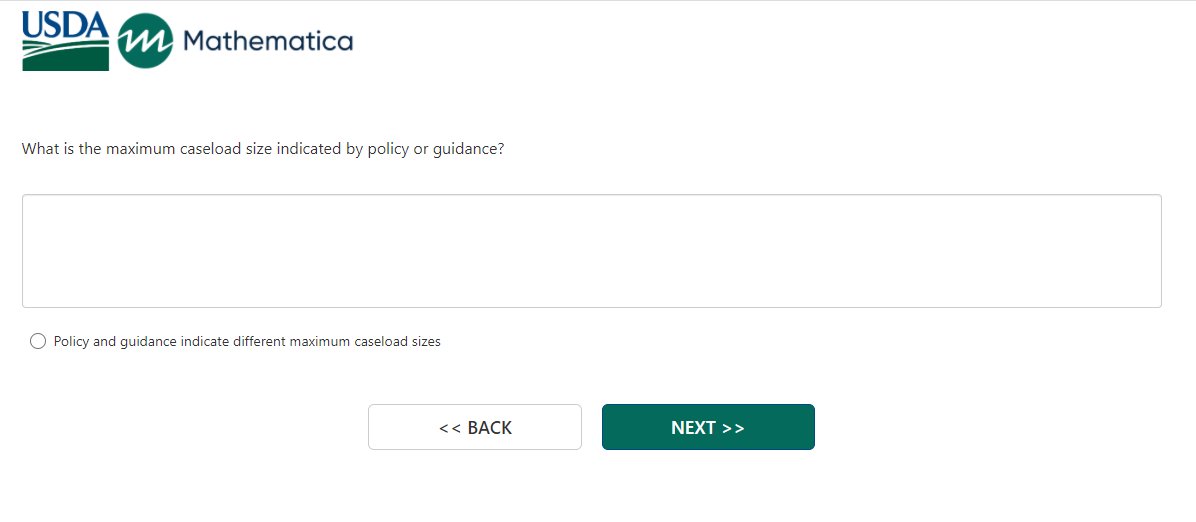 USDA
m Mathematica
What is the maximum caseload size indicated by policy or guidance?
Policy and guidance indicate different maximum caseload sizes
<< BACK
NEXT >>